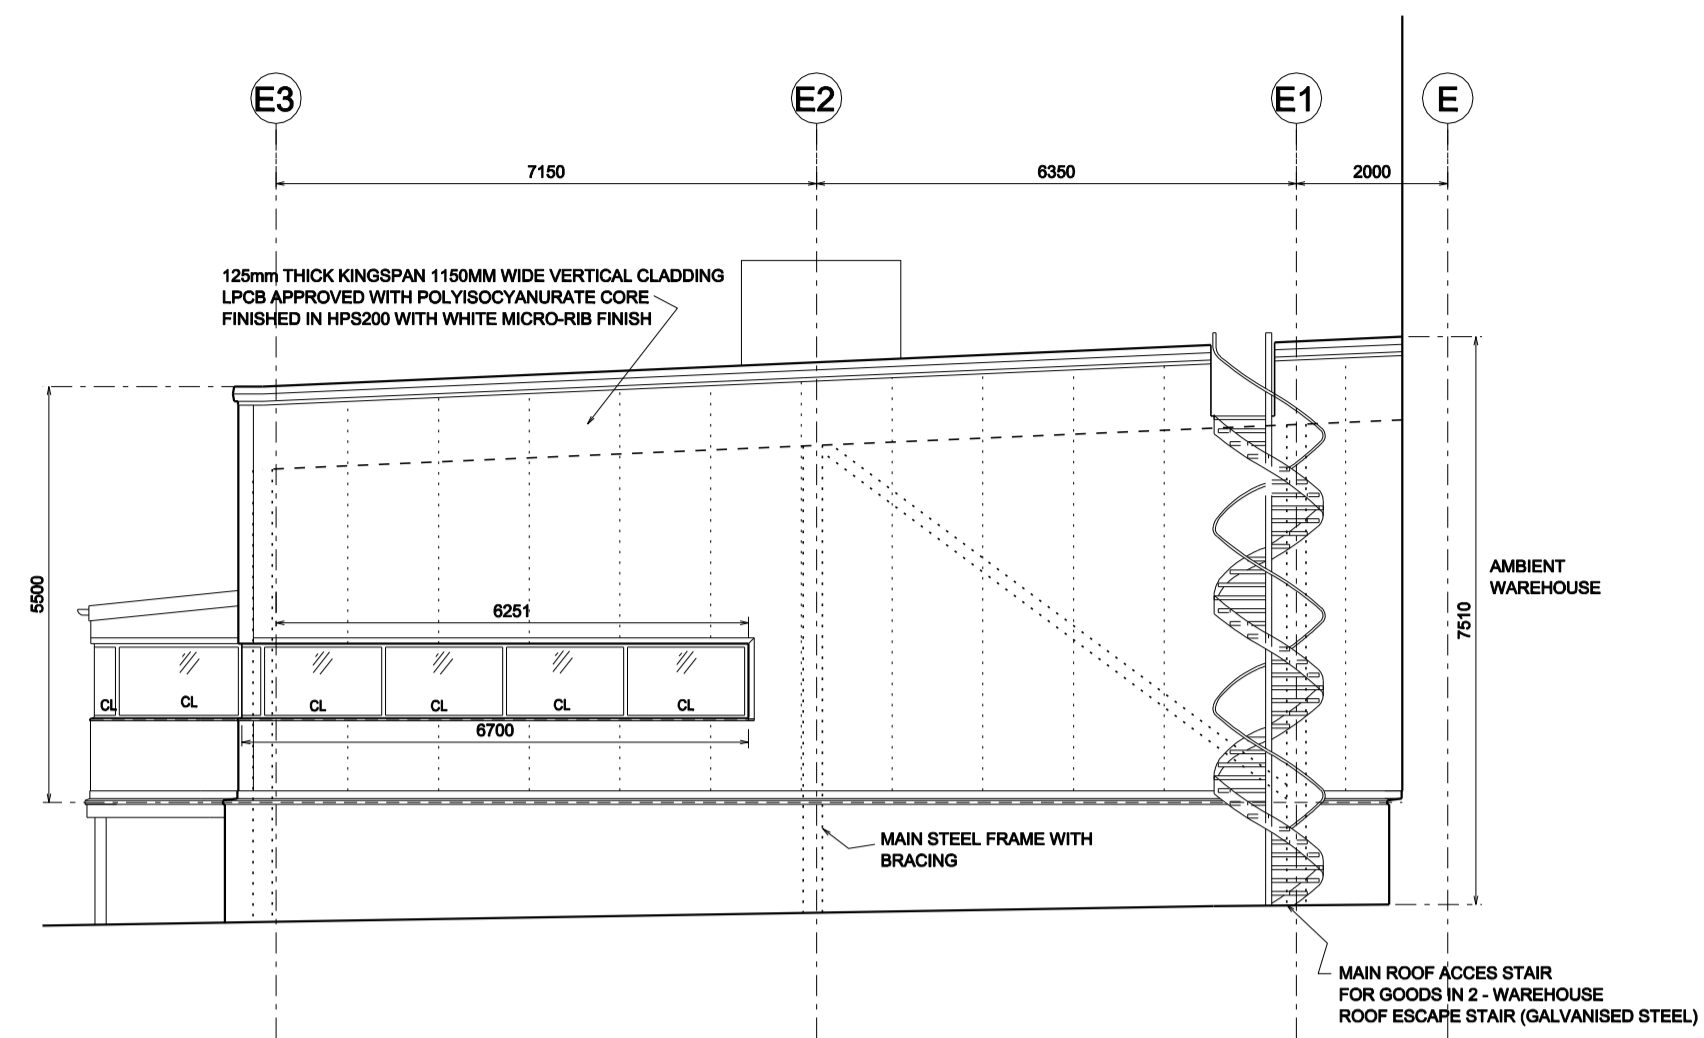 E3
E2
E1
E
7150
6350
2000
125mm THICK KINGSPAN 1150MM WIDE VERTICAL CLADDING
LPCB APPROVED WITH POLYISOCYANURATE CORE
FINISHED IN HPS200 WITH WHITE MICRO-RIB FINISH
5500
6251
AMBIENT
WAREHOUSE
7510
CL
CL
CL
CL
CL
CL
6700
MAIN STEEL FRAME WITH
BRACING
MAIN ROOF ACCES STAIR
FOR GOODS IN 2 - WAREHOUSE
ROOF ESCAPE STAIR (GALVANISED STEEL)